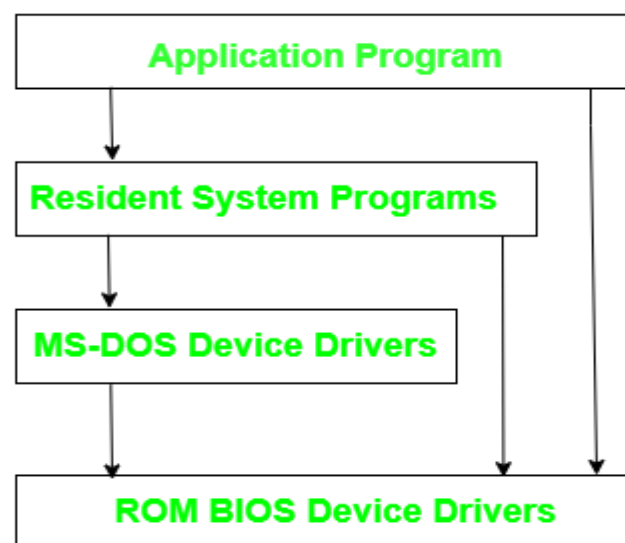 Application Program
Resident System Programs
MS-DOS Device Drivers
ROM BIOS Device Drivers